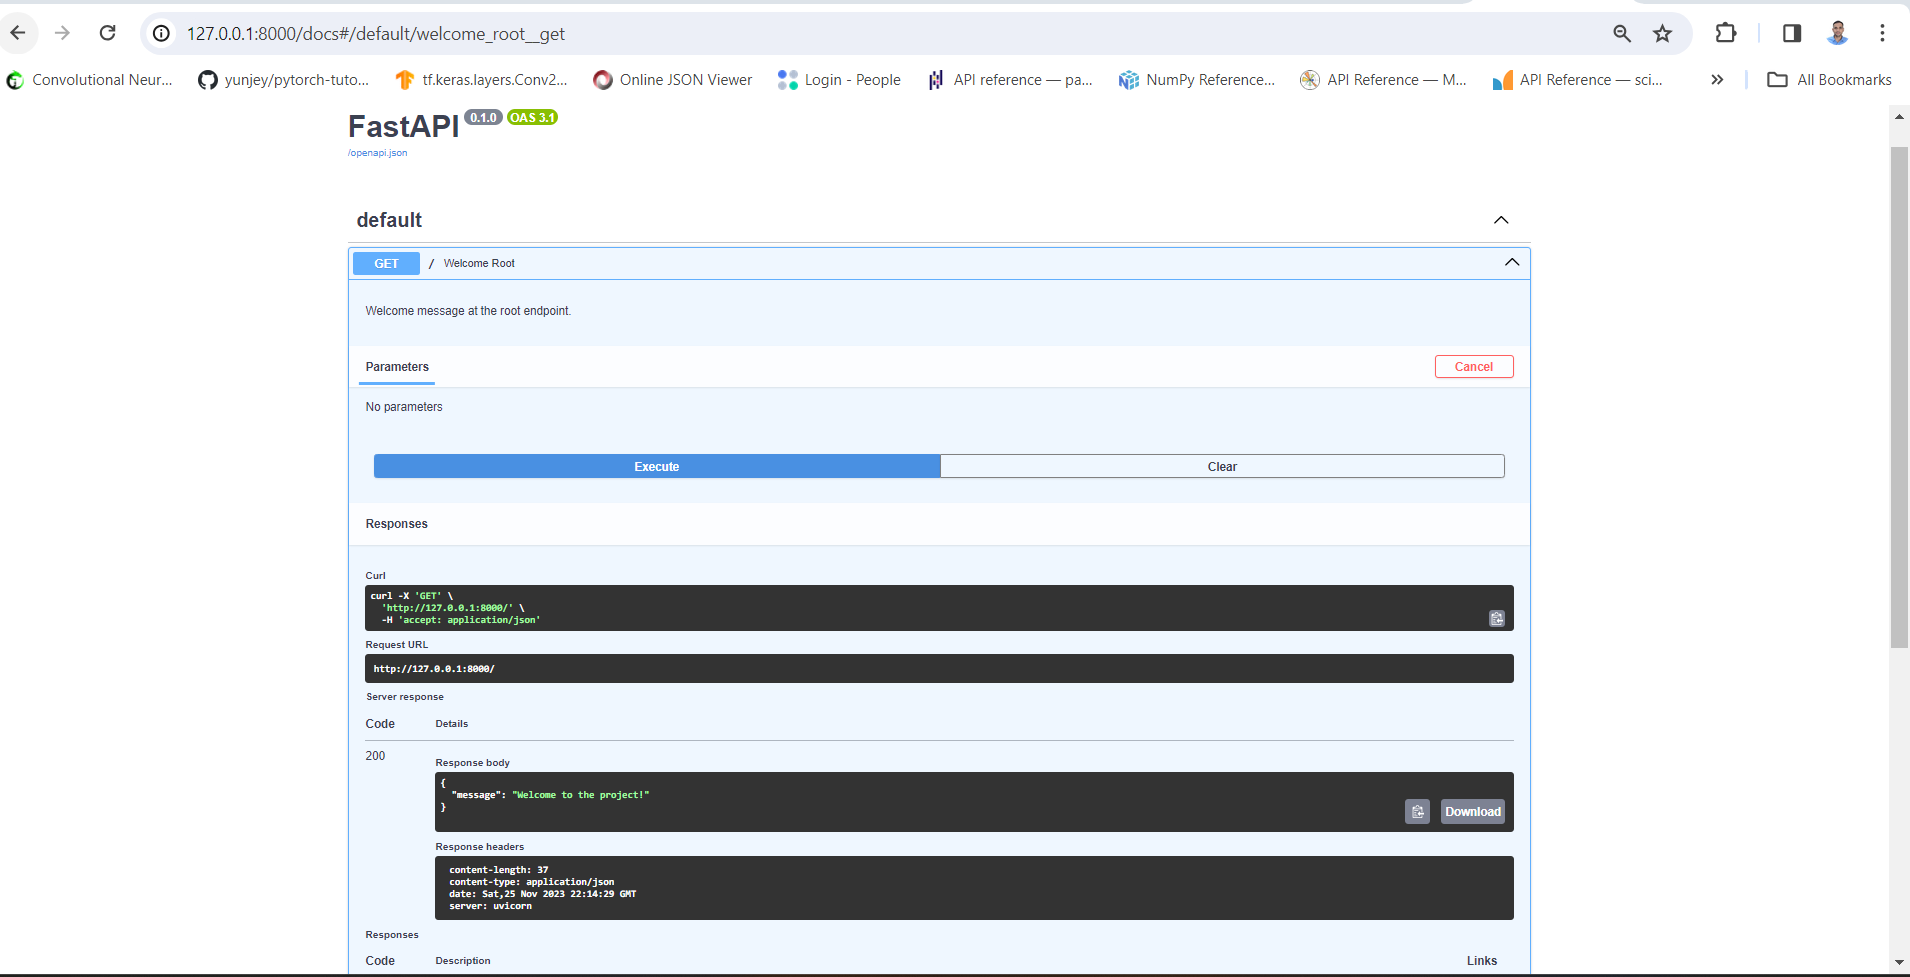 127.0.0.1:8000/docs#/default/welcome_root__get
Convolutional Neur...
yunjey/pytorch-tuto...
tf.keras.layers.Conv2...
Online JSON Viewer
Login - People
API reference — pa...
NumPy Reference...
API Reference — M...
API Reference — sci...
All Bookmarks
FastAPI 0.1.0 OAS 3.1
/openapi.json
default
GET / Welcome Root
Welcome message at the root endpoint.
Parameters
Cancel
No parameters
Execute
Clear
Responses
Curl
curl -X 'GET' \
'http://127.0.0.1:8000/' \
-H 'accept: application/json'
Request URL
http://127.0.0.1:8000/
Server response
Code Details
200
Response body
{
"message": "Welcome to the project!"
}
Download
Response headers
content-length: 37
content-type: application/json
date: Sat,25 Nov 2023 22:14:29 GMT
server: uvicorn
Responses
Code Description Links